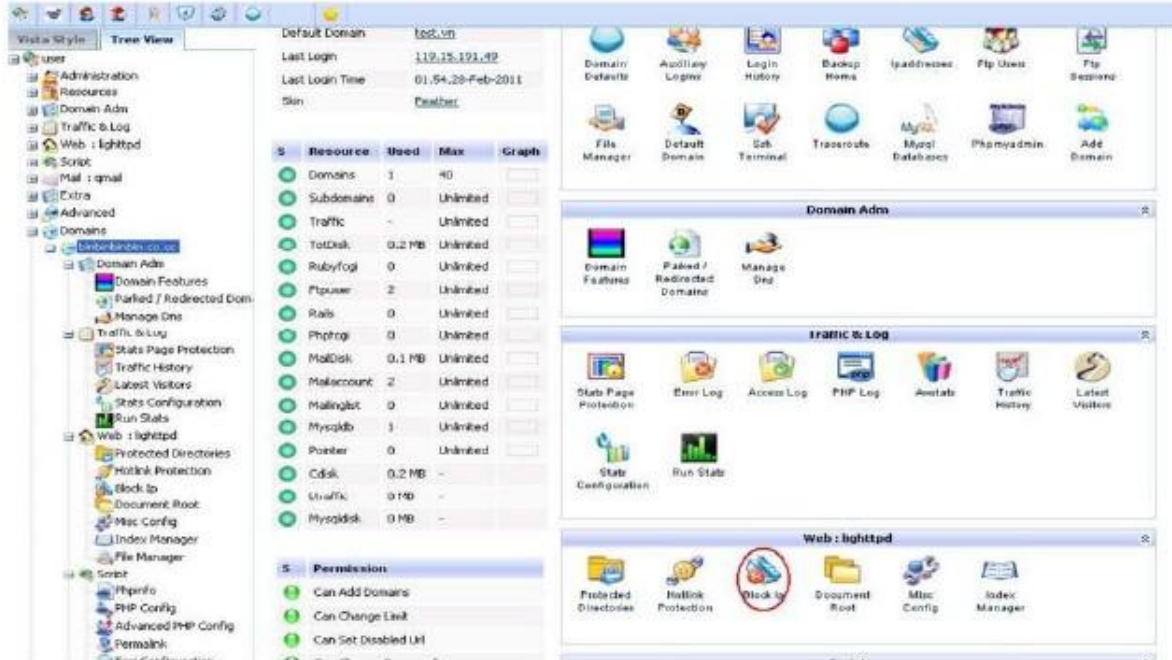 Vista Style
Tree View
user
Administration
Resources
Domain Adm
Traffic & Log
Web : lighttpd
Script
Mail : qmail
Extra
Advanced
Domains
Domain Adm
Domain Features
Parked / Redirected Dom
Manage Dns
Traffic & Log
Stats Page Protection
Traffic History
Latest Visitors
Stats Configuration
Run Stats
Web : lighttpd
Protected Directories
Hotlink Protection
Block Ip
Document Root
Misc Config
Index Manager
File Manager
Script
Phpinfo
PHP Config
Advanced PHP Config
Permalink
Default Domain test.vn
Last Login 119.15.191.49
Last Login Time 01.54,28-Feb-2011
Skin Feather
S Resource Used Max Graph
Domains 1 40
Subdomains 0 Unlimited
Traffic - Unlimited
TotDisk 0.2 MB Unlimited
Rubyfcgi 0 Unlimited
Ftpuser 2 Unlimited
Rails 0 Unlimited
Phpfcgi 0 Unlimited
MailDisk 0.1 MB Unlimited
Mailaccount 2 Unlimited
Mailinglist 0 Unlimited
Mysqldb 1 Unlimited
Pointer 0 Unlimited
Cdisk 0.2 MB -
Utraffic 0 MB -
Mysqldisk 0 MB -
S Permission
Can Add Domains
Can Change Limit
Can Set Disabled Url
Domain Defaults
Auxiliary Logins
Login History
Backup Home
Ipaddresses
Ftp Users
Ftp Sessions
File Manager
Default Domain
Ssh Terminal
Traceroute
Mysql Databases
Phpmyadmin
Add Domain
Domain Adm
Domain Features
Parked / Redirected Domains
Manage Dns
Traffic & Log
Stats Page Protection
Error Log
Access Log
PHP Log
Awstats
Traffic History
Latest Visitors
Stats Configuration
Run Stats
Web : lighttpd
Protected Directories
Hotlink Protection
Block Ip
Document Root
Misc Config
Index Manager